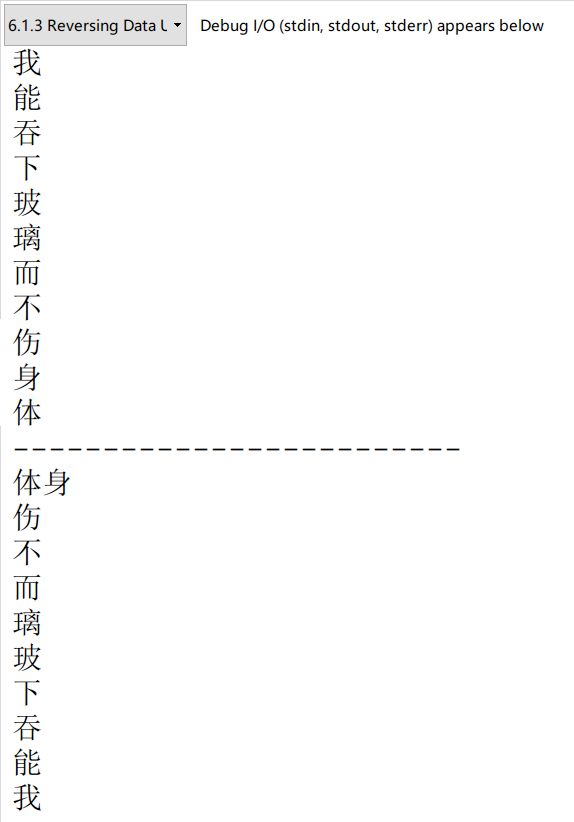 6.1.3 Reversing Data U Debug I/O (stdin, stdout, stderr) appears below
我
能
吞
下
玻
璃
而
不
伤
身
体
-------------------------
体身
伤
不
而
璃
玻
下
吞
能
我